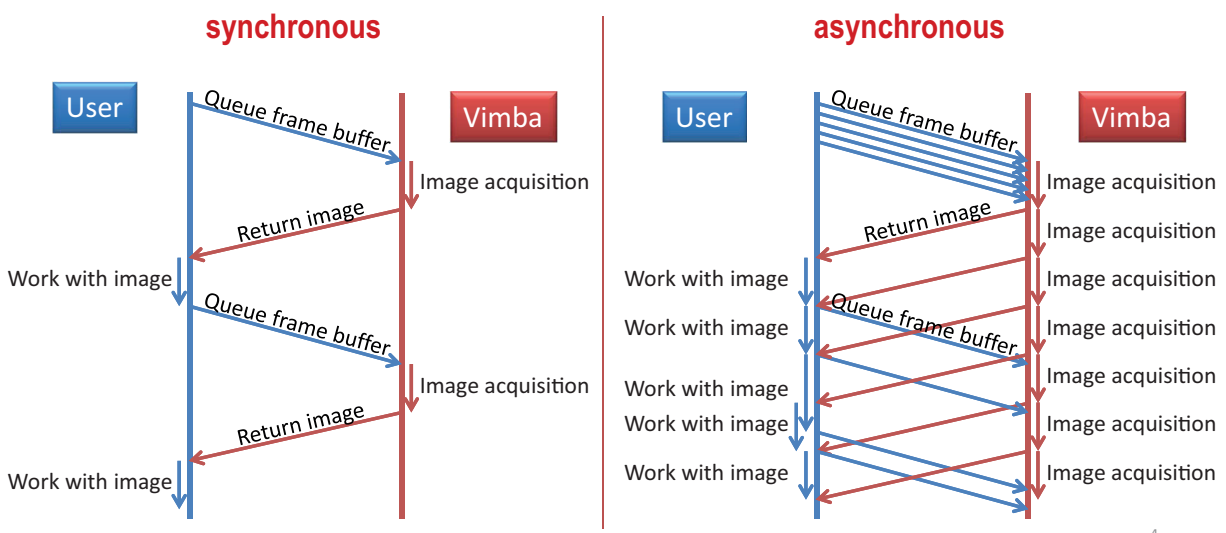 synchronous
User
Vimba
Queue frame buffer
Image acquisition
Return image
Work with image
Queue frame buffer
Image acquisition
Return image
Work with image
asynchronous
User
Vimba
Queue frame buffer
Image acquisition
Return image
Image acquisition
Work with image
Image acquisition
Queue frame buffer
Work with image
Image acquisition
Image acquisition
Work with image
Work with image
Image acquisition
Work with image
Image acquisition